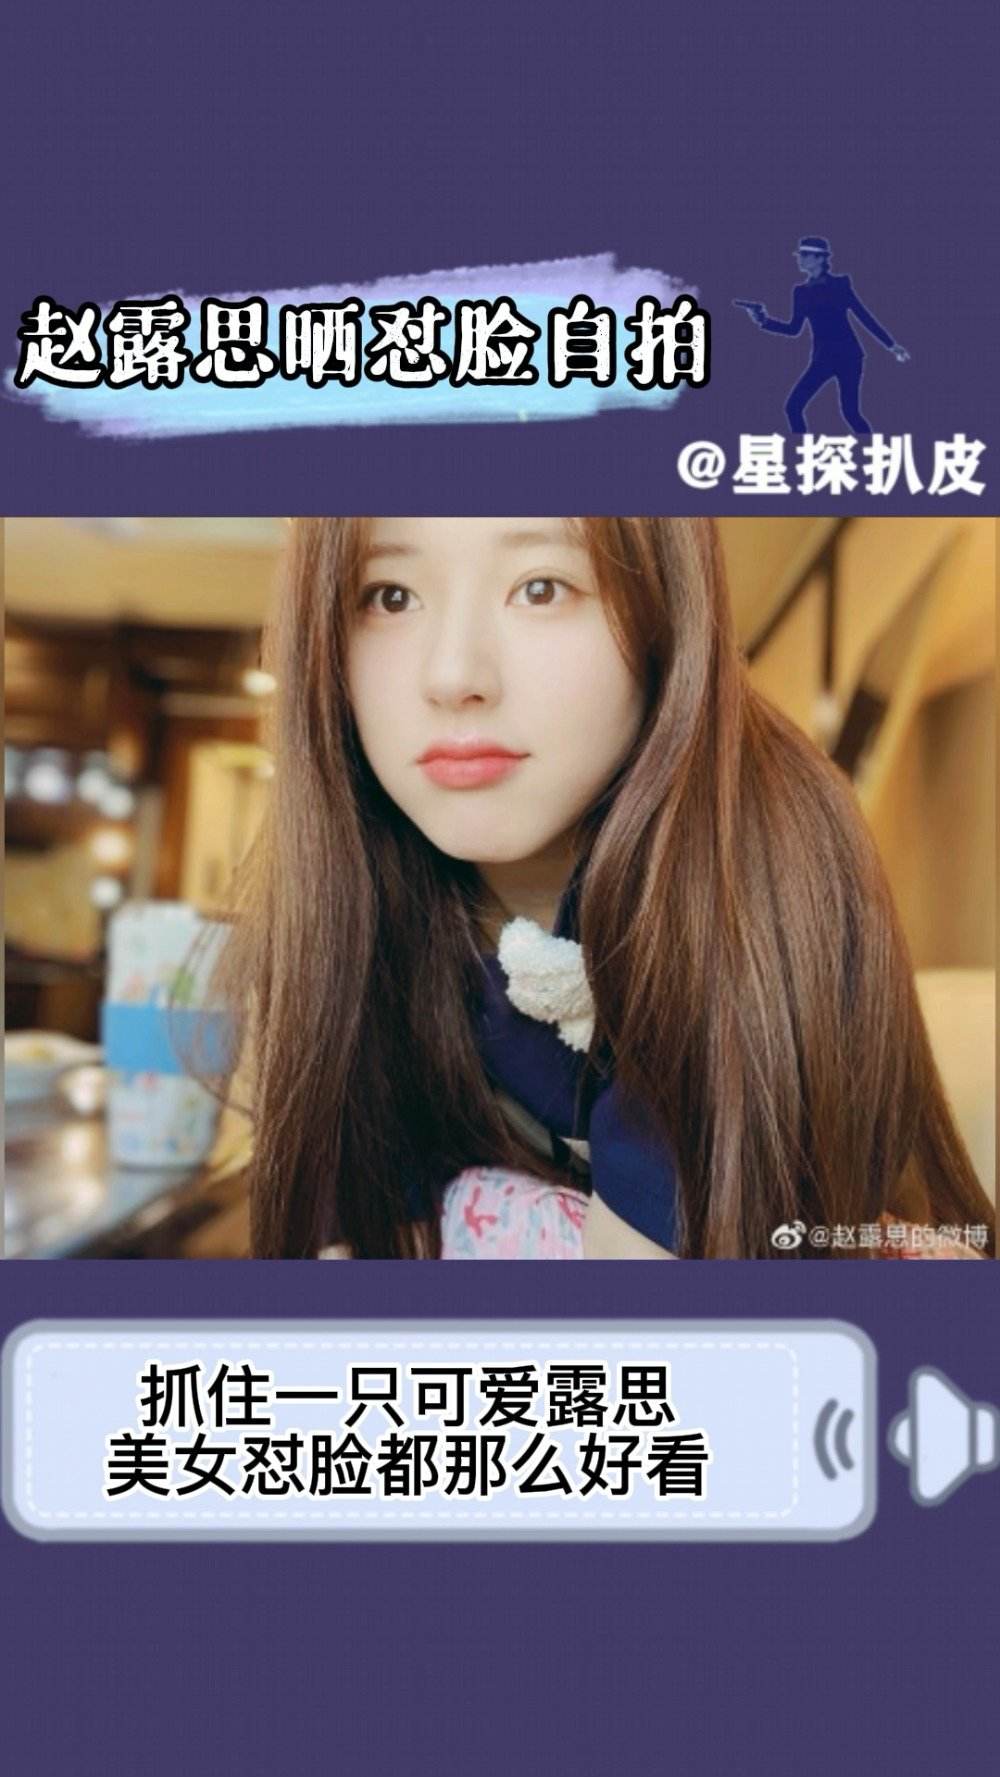 赵露思晒怼脸自拍
@星探扒皮
@赵露思的微博
抓住一只可爱露思
美女怼脸都那么好看